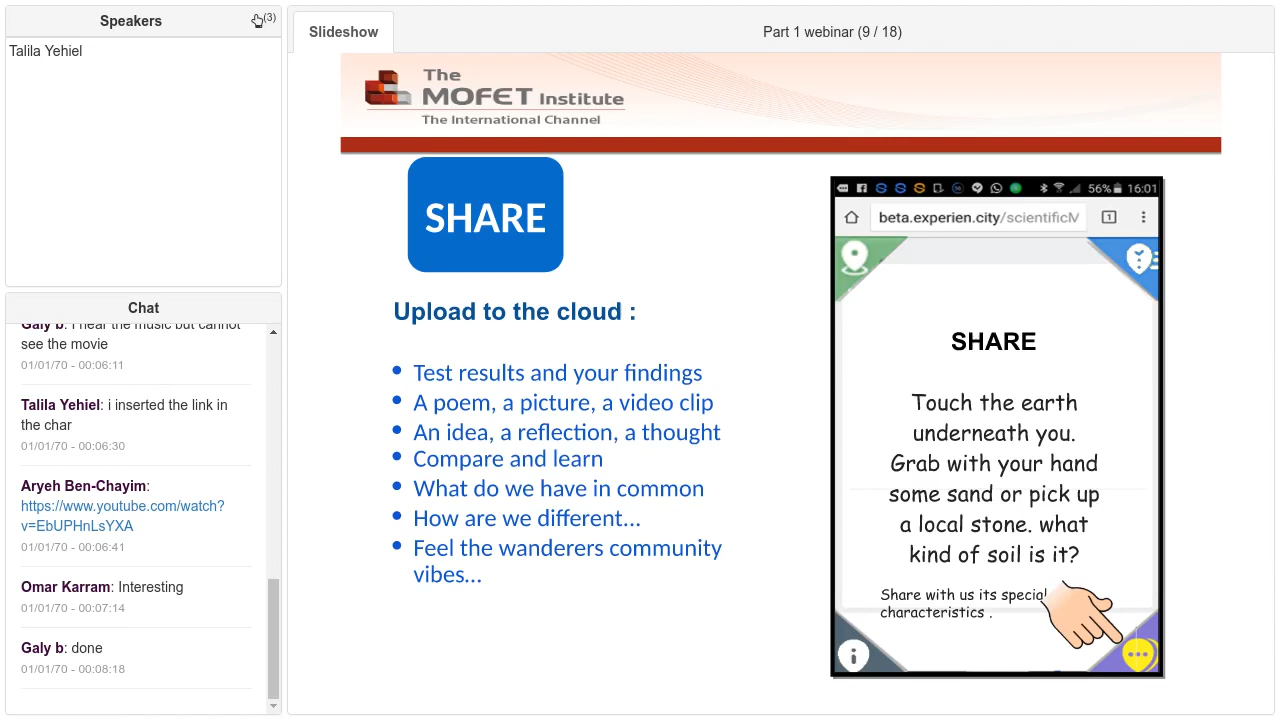 Speakers
(3)
Talila Yehiel
Chat
Galy b: I hear the music but cannot
see the movie
01/01/70 - 00:06:11
Talila Yehiel: i inserted the link in
the char
01/01/70 - 00:06:30
Aryeh Ben-Chayim:
https://www.youtube.com/watch?
v=EbUPHnLsYXA
01/01/70 - 00:06:41
Omar Karram: Interesting
01/01/70 - 00:07:14
Galy b: done
01/01/70 - 00:08:18
Slideshow
Part 1 webinar (9 / 18)
The
MOFET Institute
The International Channel
SHARE
Upload to the cloud :
• Test results and your findings
• A poem, a picture, a video clip
• An idea, a reflection, a thought
• Compare and learn
• What do we have in common
• How are we different...
• Feel the wanderers community
vibes...
56% 16:01
beta.experien.city/scientificM
1
SHARE
Touch the earth
underneath you.
Grab with your hand
some sand or pick up
a local stone. what
kind of soil is it?
Share with us its special
characteristics .